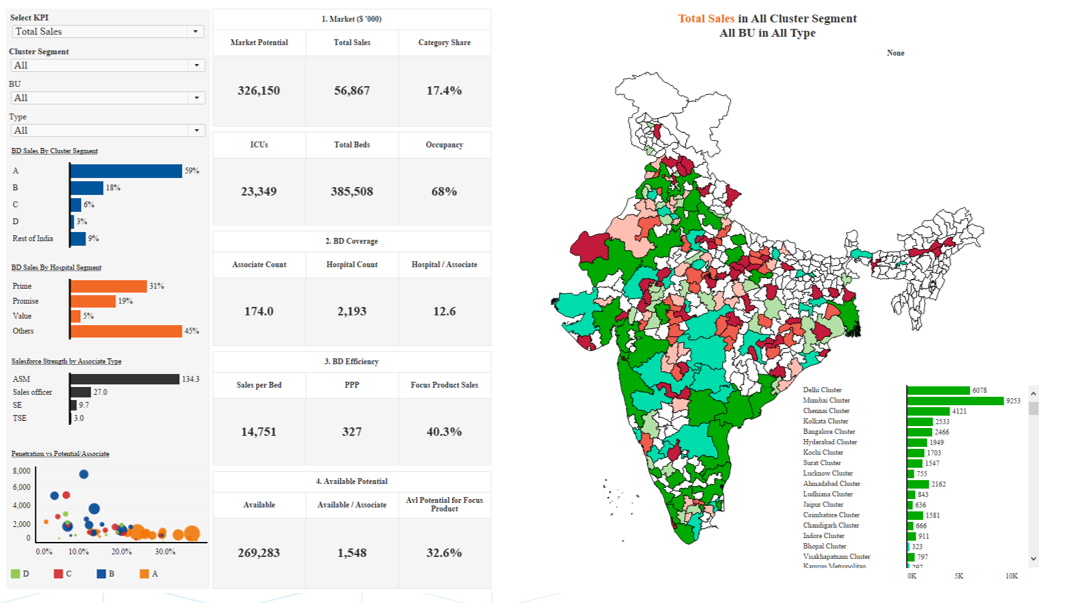 Select KPI
Total Sales
Cluster Segment
All
BU
All
Type
All
BD Sales By Cluster Segment
A 59%
B 18%
C 6%
D 3%
Rest of India 9%
BD Sales By Hospital Segment
Prime 31%
Promise 19%
Value 5%
Others 45%
Salesforce Strength by Associate Type
ASM 134.3
Sales officer 27.0
SE 9.7
TSE 3.0
Penetration vs Potential/Associate
8,000
6,000
4,000
2,000
0
0.0% 10.0% 20.0% 30.0%
D C B A
1. Market ($ '000)
Market Potential Total Sales Category Share
326,150 56,867 17.4%
ICUs Total Beds Occupancy
23,349 385,508 68%
2. BD Coverage
Associate Count Hospital Count Hospital / Associate
174.0 2,193 12.6
3. BD Efficiency
Sales per Bed PPP Focus Product Sales
14,751 327 40.3%
4. Available Potential
Available Available / Associate Avl Potential for Focus
Product
269,283 1,548 32.6%
Total Sales in All Cluster Segment
All BU in All Type
None
Delhi Cluster 6078
Mumbai Cluster 9253
Chennai Cluster 4121
Kolkata Cluster 2533
Bangalore Cluster 2466
Hyderabad Cluster 1949
Kochi Cluster 1703
Surat Cluster 1547
Lucknow Cluster 755
Ahmadabad Cluster 2162
Ludhiana Cluster 843
Jaipur Cluster 636
Coimbatore Cluster 1581
Chandigarh Cluster 666
Indore Cluster 911
Bhopal Cluster 323
Visakhapatnam Cluster 797
Kamrup Metropolitan
0K 5K 10K